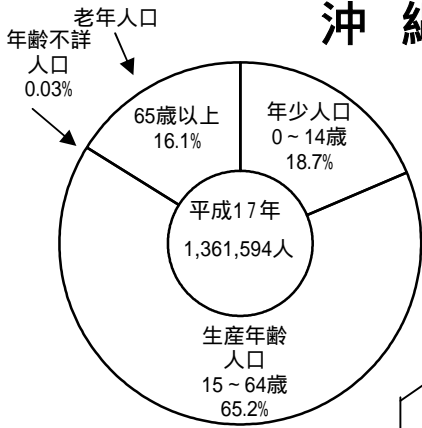 沖
老年人口
年齢不詳
人口
0.03%
65歳以上
16.1%
年少人口
0～14歳
18.7%
平成17年
1,361,594人
生産年齢
人口
15～64歳
65.2%